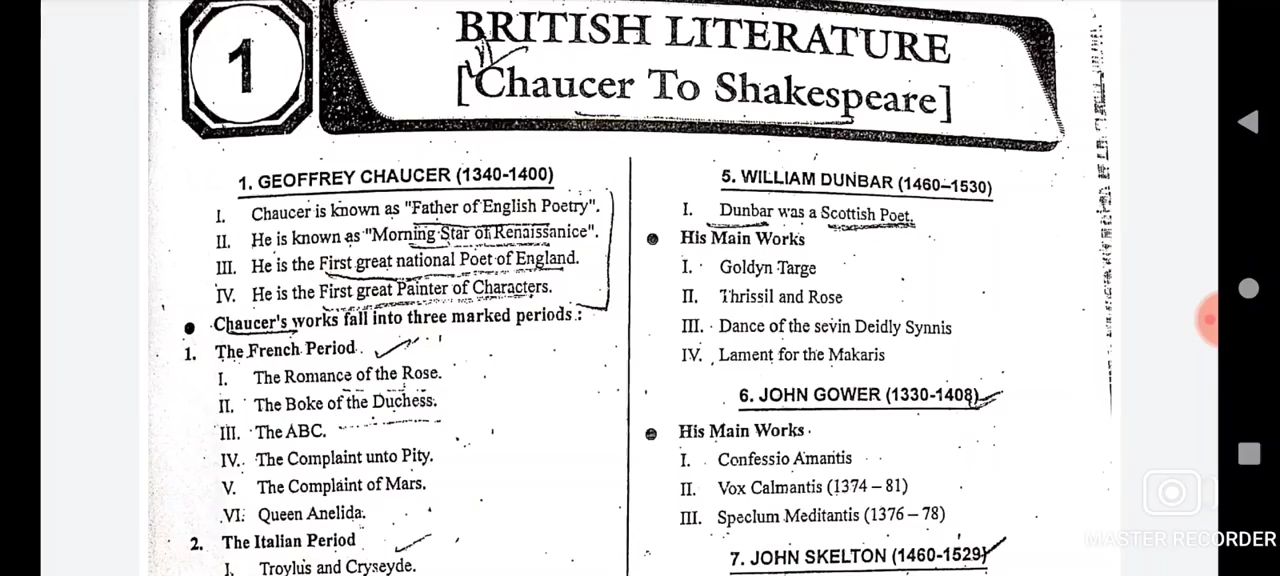 1
BRITISH LITERATURE
[Chaucer To Shakespeare]
1. GEOFFREY CHAUCER (1340-1400)
I. Chaucer is known as "Father of English Poetry".
II. He is known as "Morning Star of Renaissanice".
III. He is the First great national Poet of England.
IV. He is the First great Painter of Characters.
● Chaucer's works fall into three marked periods :
1. The French Period
I. The Romance of the Rose.
II. The Boke of the Duchess.
III. The ABC.
IV. The Complaint unto Pity.
V. The Complaint of Mars.
VI. Queen Anelida.
2. The Italian Period
I. Troylus and Cryseyde.
5. WILLIAM DUNBAR (1460–1530)
I. Dunbar was a Scottish Poet.
● His Main Works
I. Goldyn Targe
II. Thrissil and Rose
III. Dance of the sevin Deidly Synnis
IV. Lament for the Makaris
6. JOHN GOWER (1330-1408)
● His Main Works
I. Confessio Amantis
II. Vox Calmantis (1374 – 81)
III. Speclum Meditantis (1376 – 78)
7. JOHN SKELTON (1460-1529)
MASTER RECORDER